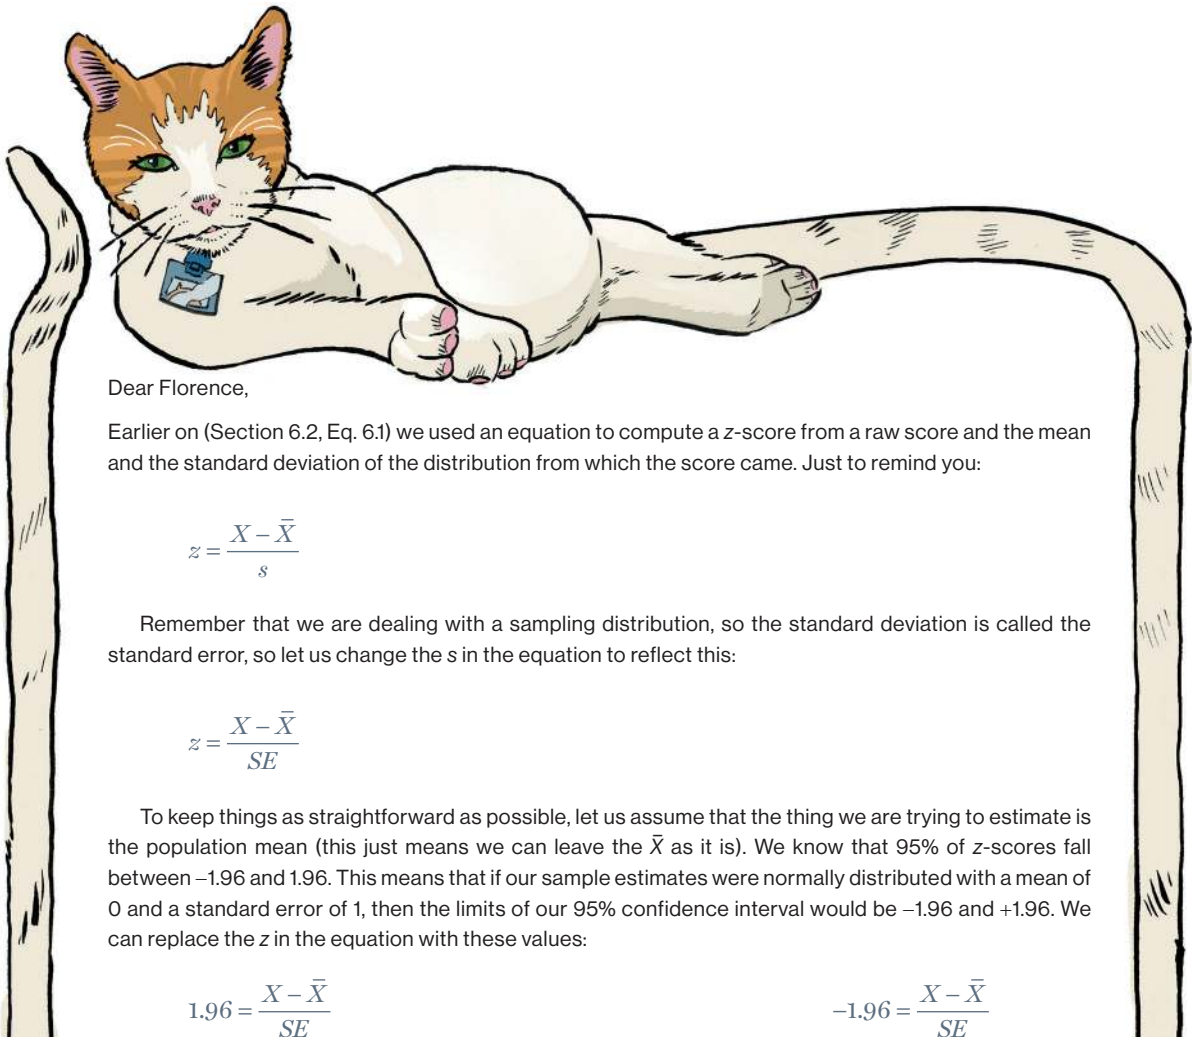 Dear Florence,
Earlier on (Section 6.2, Eq. 6.1) we used an equation to compute a z-score from a raw score and the mean
and the standard deviation of the distribution from which the score came. Just to remind you:
z = (X – X̄) / s
Remember that we are dealing with a sampling distribution, so the standard deviation is called the
standard error, so let us change the s in the equation to reflect this:
z = (X – X̄) / SE
To keep things as straightforward as possible, let us assume that the thing we are trying to estimate is
the population mean (this just means we can leave the X̄ as it is). We know that 95% of z-scores fall
between –1.96 and 1.96. This means that if our sample estimates were normally distributed with a mean of
0 and a standard error of 1, then the limits of our 95% confidence interval would be –1.96 and +1.96. We
can replace the z in the equation with these values:
1.96 = (X – X̄) / SE
–1.96 = (X – X̄) / SE